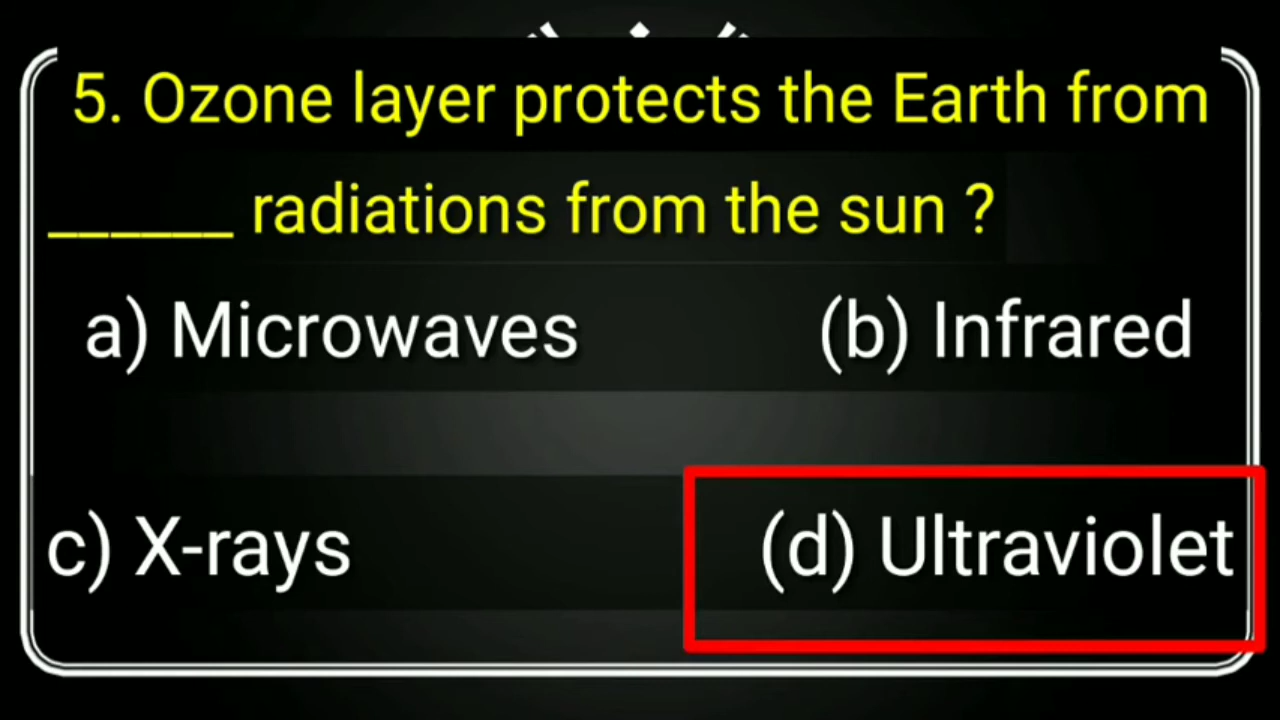 5. Ozone layer protects the Earth from
______ radiations from the sun ?
a) Microwaves (b) Infrared
c) X-rays (d) Ultraviolet